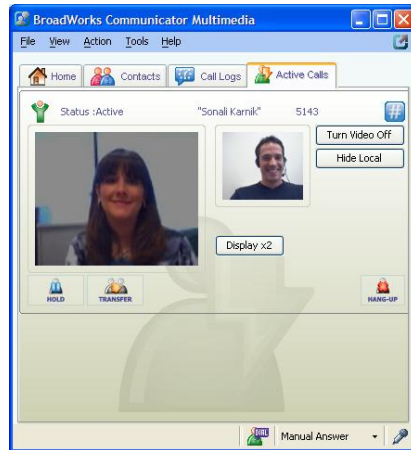 BroadWorks Communicator Multimedia
File View Action Tools Help
Home Contacts Call Logs Active Calls
Status :Active "Sonali Karnik" 5143 #
Turn Video Off
Hide Local
Display x2
HOLD TRANSFER HANG-UP
DIAL Manual Answer